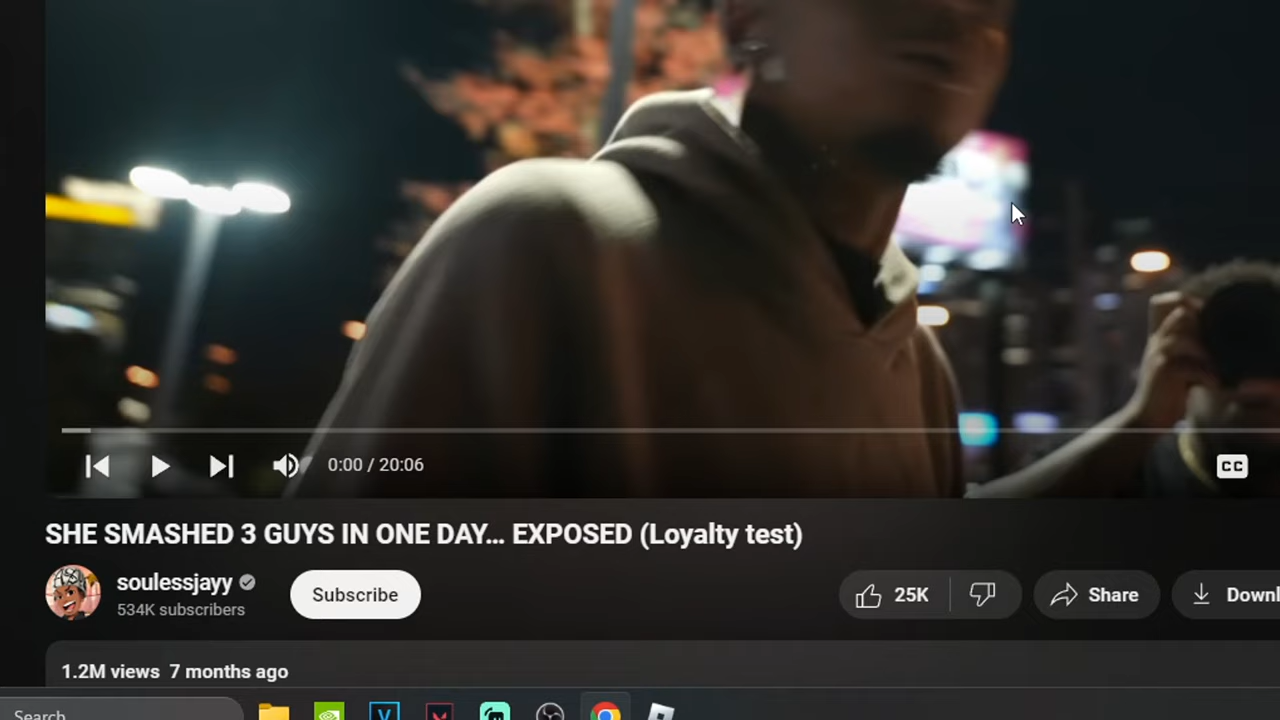 0:00 / 20:06
CC
SHE SMASHED 3 GUYS IN ONE DAY... EXPOSED (Loyalty test)
soulessjayy
534K subscribers
Subscribe
25K
Share
Downl
1.2M views 7 months ago
Search